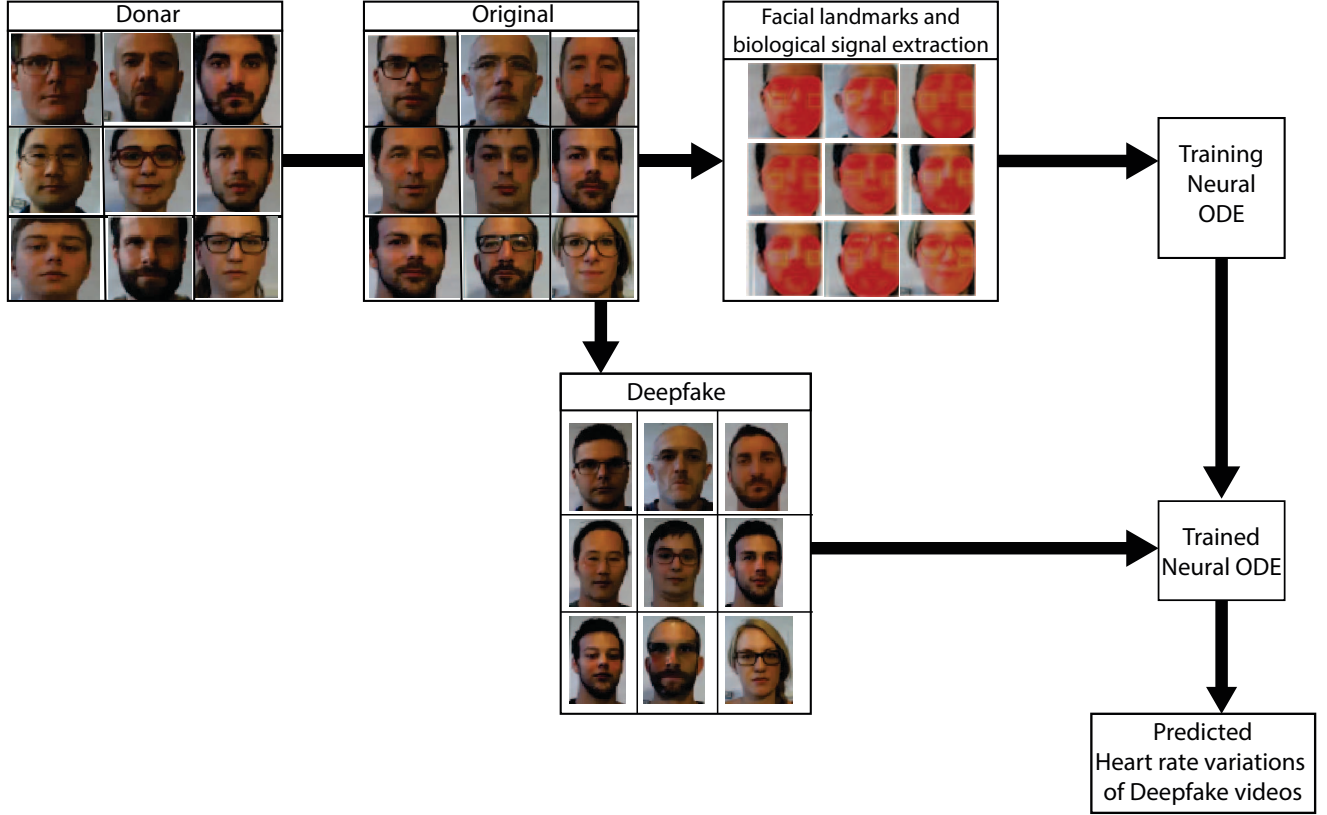 Donar
Original
Facial landmarks and
biological signal extraction
Training
Neural
ODE
Deepfake
Trained
Neural ODE
Predicted
Heart rate variations
of Deepfake videos